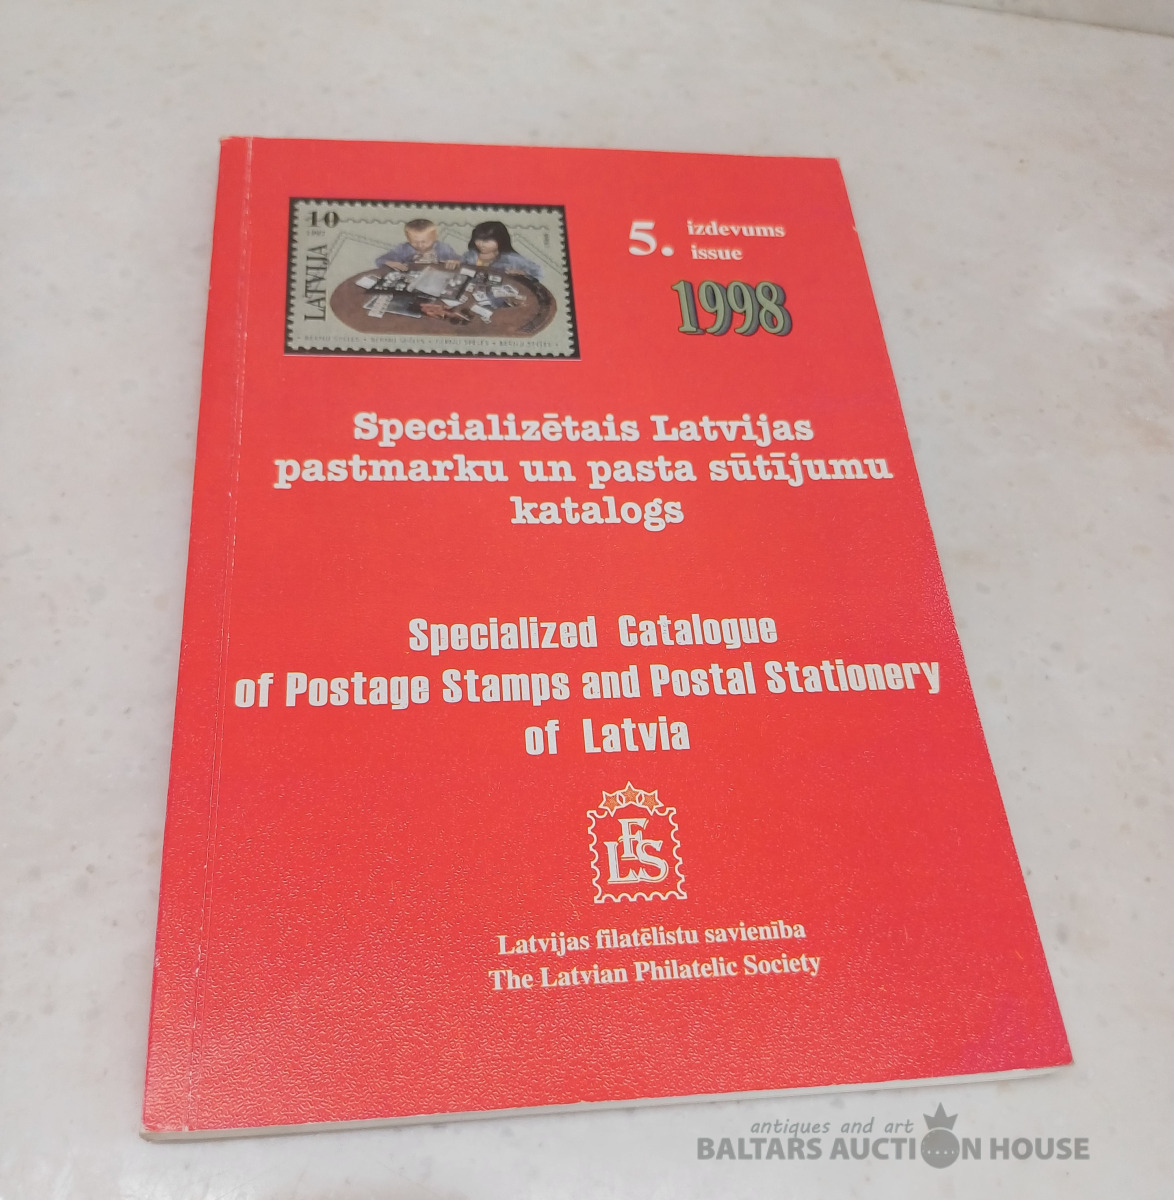 10
LATVIJA
5. izdevums
issue
1998
Specializētais Latvijas
pastmarku un pasta sūtījumu
katalogs
Specialized Catalogue
of Postage Stamps and Postal Stationery
of Latvia
LFS
Latvijas filatēlistu savienība
The Latvian Philatelic Society
antiques and art
BALTARS AUCTION HOUSE